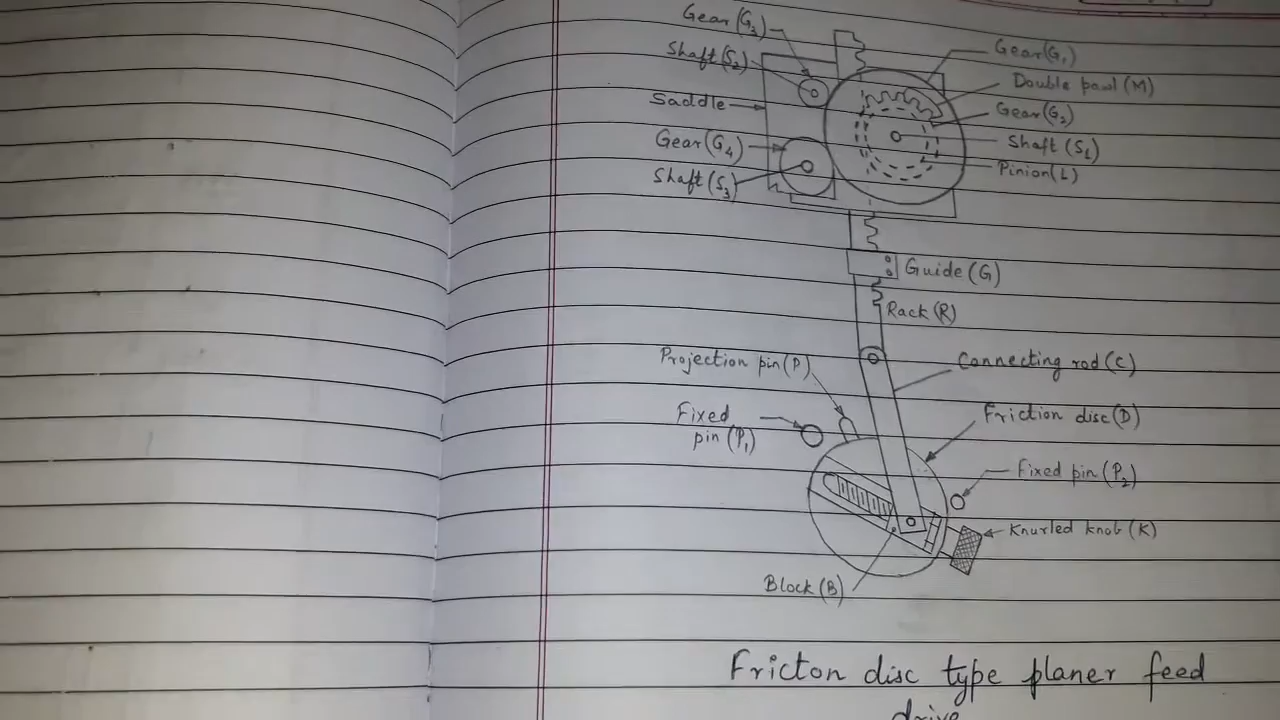 Gear(G3)
Shaft(S2)
Saddle
Gear(G4)
Shaft(S3)
Gear(G1)
Double pawl(M)
Gear(G2)
Shaft(S1)
Pinion(L)
Guide(G)
Rack(R)
Projection pin(P)
Connecting rod(C)
Fixed
pin(P1)
Friction disc(D)
Fixed pin(P2)
Knurled knob(K)
Block(B)
Fricton disc type planer feed
drive